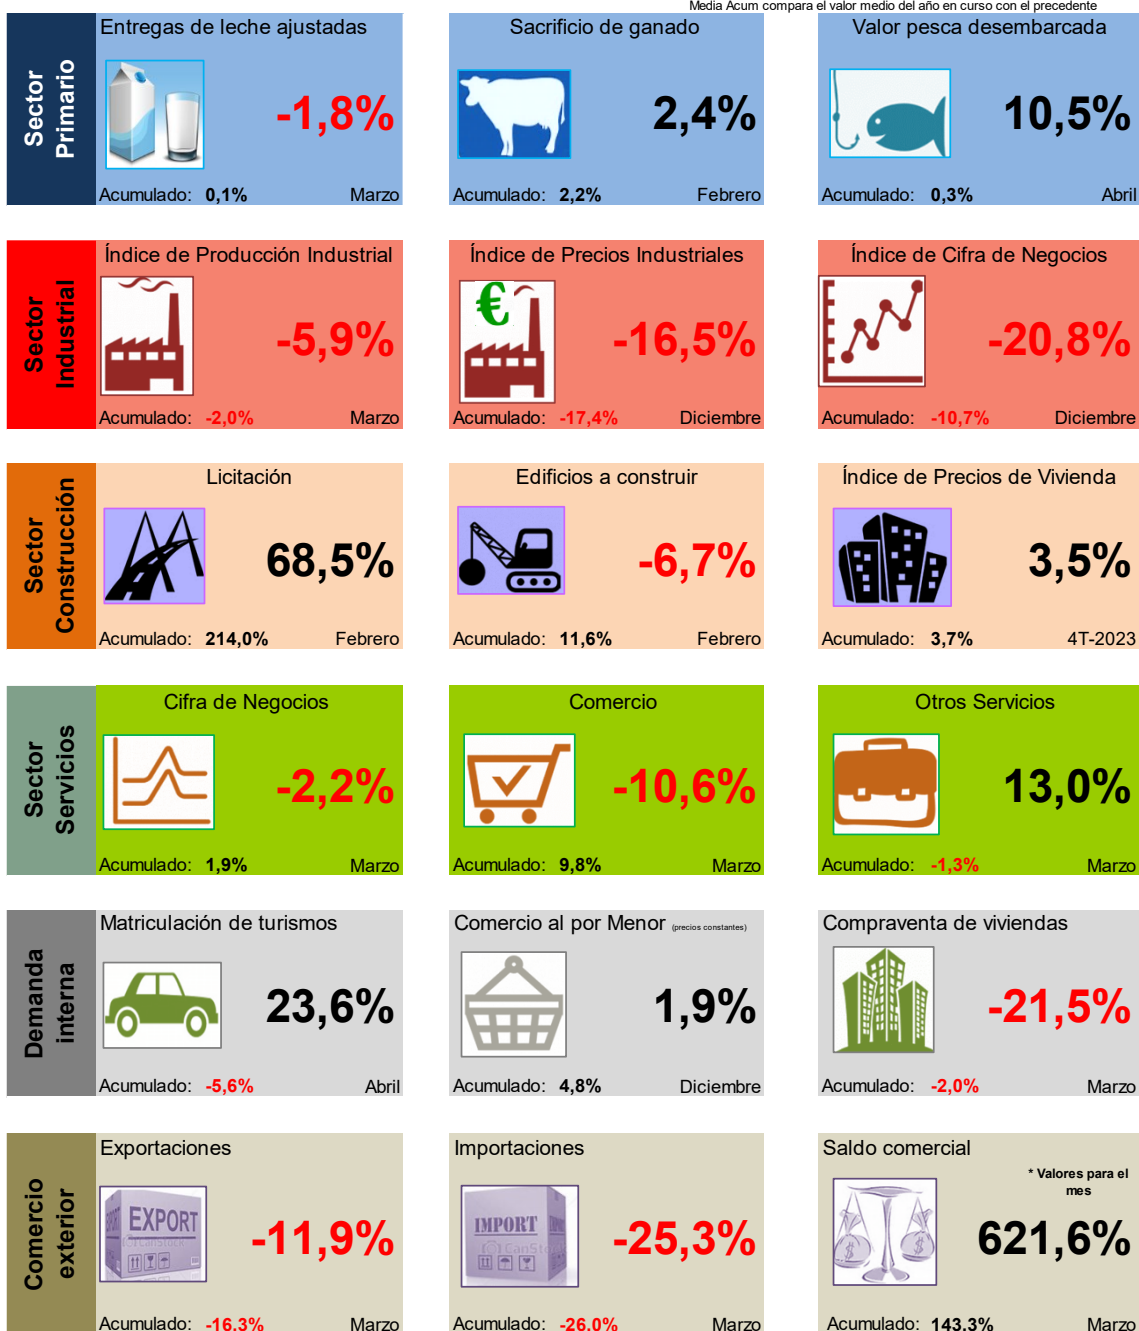 Media Acum compara el valor medio del año en curso con el precedente
Sector Primario
Entregas de leche ajustadas
-1,8%
Acumulado: 0,1% Marzo
Sacrificio de ganado
2,4%
Acumulado: 2,2% Febrero
Valor pesca desembarcada
10,5%
Acumulado: 0,3% Abril
Sector Industrial
Índice de Producción Industrial
-5,9%
Acumulado: -2,0% Marzo
Índice de Precios Industriales
€
-16,5%
Acumulado: -17,4% Diciembre
Índice de Cifra de Negocios
-20,8%
Acumulado: -10,7% Diciembre
Sector Construcción
Licitación
68,5%
Acumulado: 214,0% Febrero
Edificios a construir
-6,7%
Acumulado: 11,6% Febrero
Índice de Precios de Vivienda
3,5%
Acumulado: 3,7% 4T-2023
Sector Servicios
Cifra de Negocios
-2,2%
Acumulado: 1,9% Marzo
Comercio
-10,6%
Acumulado: 9,8% Marzo
Otros Servicios
13,0%
Acumulado: -1,3% Marzo
Demanda interna
Matriculación de turismos
23,6%
Acumulado: -5,6% Abril
Comercio al por Menor (precios constantes)
1,9%
Acumulado: 4,8% Diciembre
Compraventa de viviendas
-21,5%
Acumulado: -2,0% Marzo
Comercio exterior
Exportaciones
EXPORT
-11,9%
Acumulado: -16,3% Marzo
Importaciones
IMPORT
-25,3%
Acumulado: -26,0% Marzo
Saldo comercial
* Valores para el
mes
$ $
621,6%
Acumulado: 143,3% Marzo